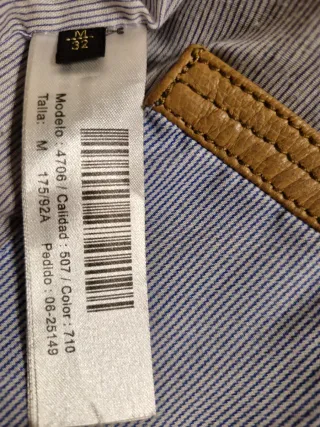 M
32
Modelo : 4706 / Calidad : 507 / Color : 710
Talla: M 175/92A Pedido : 06-25149